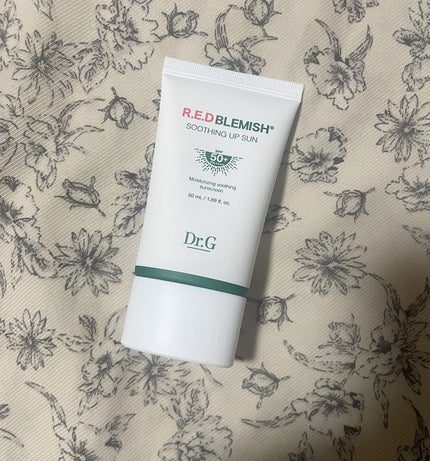 R.E.D BLEMISH®
SOOTHING UP SUN
SPF
50+
Moisturizing soothing
sunscreen
50 mL / 1.69 fl. oz.
Dr.G